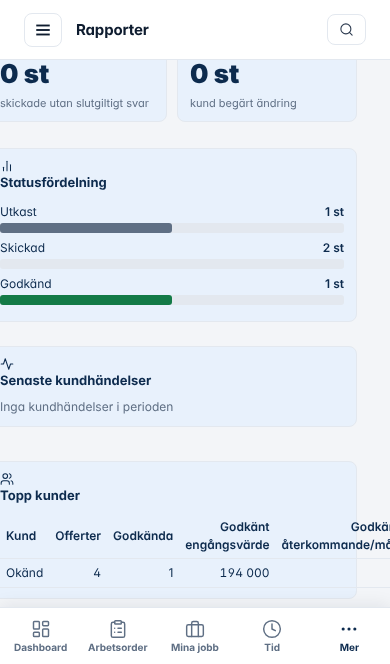 Rapporter
0 st
0 st
skickade utan slutgiltigt svar
kund begärt ändring
Statusfördelning
Utkast 1 st
Skickad 2 st
Godkänd 1 st
Senaste kundhändelser
Inga kundhändelser i perioden
Topp kunder
Kund Offerter Godkända Godkänt engångsvärde
Okänd 4 1 194 000
Dashboard Arbetsorder Mina jobb Tid Mer